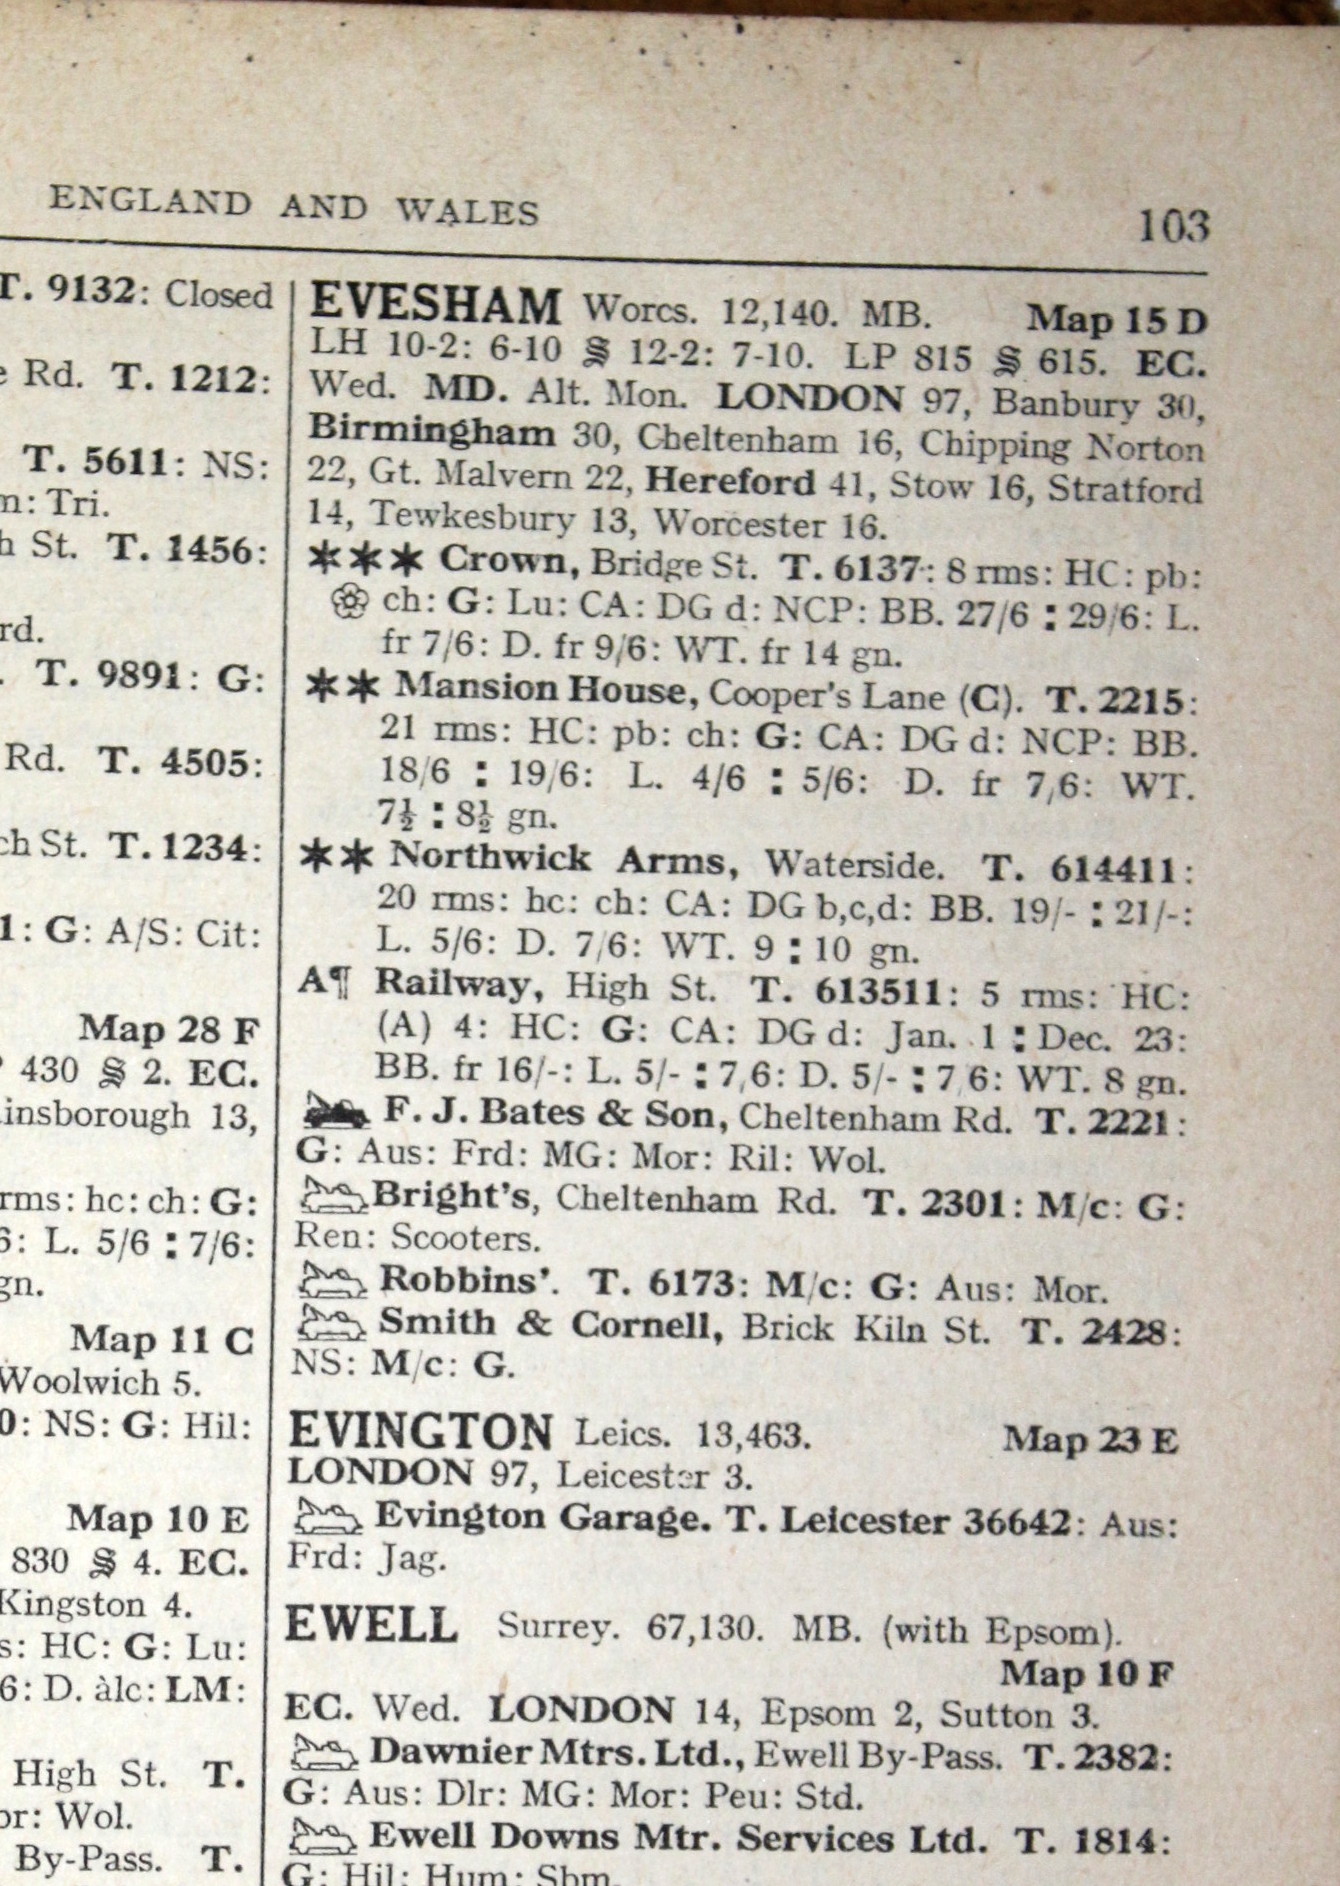 ENGLAND AND WALES
103
T. 9132: Closed
Rd. T. 1212:
T. 5611: NS:
Tri.
St. T. 1456:
rd.
T. 9891: G:
Rd. T. 4505:
ch St. T. 1234:
1: G: A/S: Cit:
Map 28 F
430 § 2. EC.
insborough 13,
rms: hc: ch: G:
6: L. 5/6 : 7/6:
gn.
Map 11 C
Woolwich 5.
0: NS: G: Hil:
Map 10 E
830 § 4. EC.
Kingston 4.
s: HC: G: Lu:
6: D. àlc: LM:
High St. T.
or: Wol.
By-Pass. T.
EVESHAM Worcs. 12,140. MB. Map 15 D
LH 10-2: 6-10 § 12-2: 7-10. LP 815 § 615. EC.
Wed. MD. Alt. Mon. LONDON 97, Banbury 30,
Birmingham 30, Cheltenham 16, Chipping Norton
22, Gt. Malvern 22, Hereford 41, Stow 16, Stratford
14, Tewkesbury 13, Worcester 16.
*** Crown, Bridge St. T. 6137: 8 rms: HC: pb:
ch: G: Lu: CA: DG d: NCP: BB. 27/6 : 29/6: L.
fr 7/6: D. fr 9/6: WT. fr 14 gn.
** Mansion House, Cooper's Lane (C). T. 2215:
21 rms: HC: pb: ch: G: CA: DG d: NCP: BB.
18/6 : 19/6: L. 4/6 : 5/6: D. fr 7/6: WT.
7½ : 8½ gn.
** Northwick Arms, Waterside. T. 614411:
20 rms: hc: ch: CA: DG b,c,d: BB. 19/- : 21/-:
L. 5/6: D. 7/6: WT. 9 : 10 gn.
A¶ Railway, High St. T. 613511: 5 rms: HC:
(A) 4: HC: G: CA: DG d: Jan. 1 : Dec. 23:
BB. fr 16/-: L. 5/- : 7/6: D. 5/- : 7/6: WT. 8 gn.
F. J. Bates & Son, Cheltenham Rd. T. 2221:
G: Aus: Frd: MG: Mor: Ril: Wol.
Bright's, Cheltenham Rd. T. 2301: M/c: G:
Ren: Scooters.
Robbins'. T. 6173: M/c: G: Aus: Mor.
Smith & Cornell, Brick Kiln St. T. 2428:
NS: M/c: G.
EVINGTON Leics. 13,463. Map 23 E
LONDON 97, Leicester 3.
Evington Garage. T. Leicester 36642: Aus:
Frd: Jag.
EWELL Surrey. 67,130. MB. (with Epsom).
Map 10 F
EC. Wed. LONDON 14, Epsom 2, Sutton 3.
Dawnier Mtrs. Ltd., Ewell By-Pass. T. 2382:
G: Aus: Dlr: MG: Mor: Peu: Std.
Ewell Downs Mtr. Services Ltd. T. 1814:
G: Hil: Hum: Sbm.